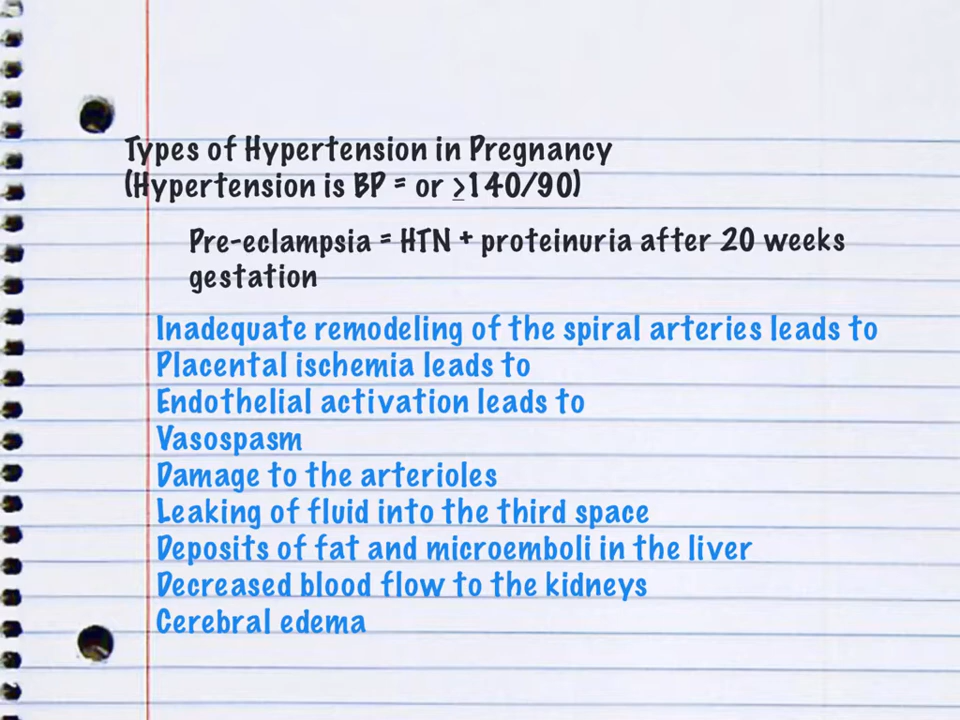 Types of Hypertension in Pregnancy
(Hypertension is BP = or ≥140/90)
Pre-eclampsia = HTN + proteinuria after 20 weeks
gestation
Inadequate remodeling of the spiral arteries leads to
Placental ischemia leads to
Endothelial activation leads to
Vasospasm
Damage to the arterioles
Leaking of fluid into the third space
Deposits of fat and microemboli in the liver
Decreased blood flow to the kidneys
Cerebral edema